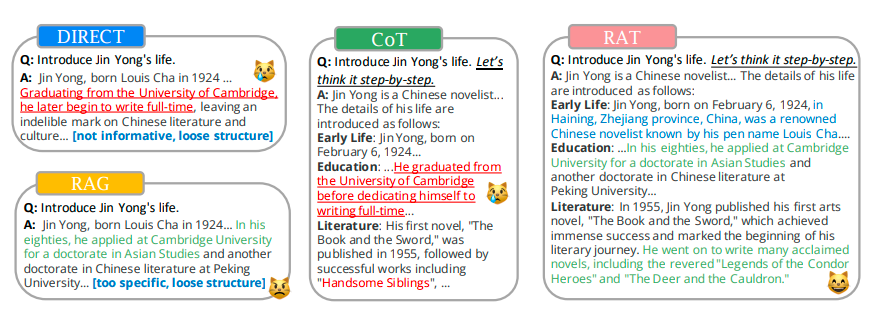 DIRECT
Q: Introduce Jin Yong's life.
A: Jin Yong, born Louis Cha in 1924 ...
Graduating from the University of Cambridge,
he later begin to write full-time, leaving an
indelible mark on Chinese literature and
culture... [not informative, loose structure]
RAG
Q: Introduce Jin Yong's life.
A: Jin Yong, born Louis Cha in 1924... In his
eighties, he applied at Cambridge University
for a doctorate in Asian Studies and another
doctorate in Chinese literature at Peking
University... [too specific, loose structure]
CoT
Q: Introduce Jin Yong's life. Let's
think it step-by-step.
A: Jin Yong is a Chinese novelist...
The details of his life are
introduced as follows:
Early Life: Jin Yong, born on
February 6, 1924...
Education: ...He graduated from
the University of Cambridge
before dedicating himself to
writing full-time...
Literature: His first novel, "The
Book and the Sword," was
published in 1955, followed by
successful works including
"Handsome Siblings", ...
RAT
Q: Introduce Jin Yong's life. Let's think it step-by-step.
A: Jin Yong is a Chinese novelist... The details of his life
are introduced as follows:
Early Life: Jin Yong, born on February 6, 1924, in
Haining, Zhejiang province, China, was a renowned
Chinese novelist known by his pen name Louis Cha....
Education: ...In his eighties, he applied at Cambridge
University for a doctorate in Asian Studies and
another doctorate in Chinese literature at
Peking University...
Literature: In 1955, Jin Yong published his first arts
novel, "The Book and the Sword," which achieved
immense success and marked the beginning of his
literary journey. He went on to write many acclaimed
novels, including the revered "Legends of the Condor
Heroes" and "The Deer and the Cauldron."